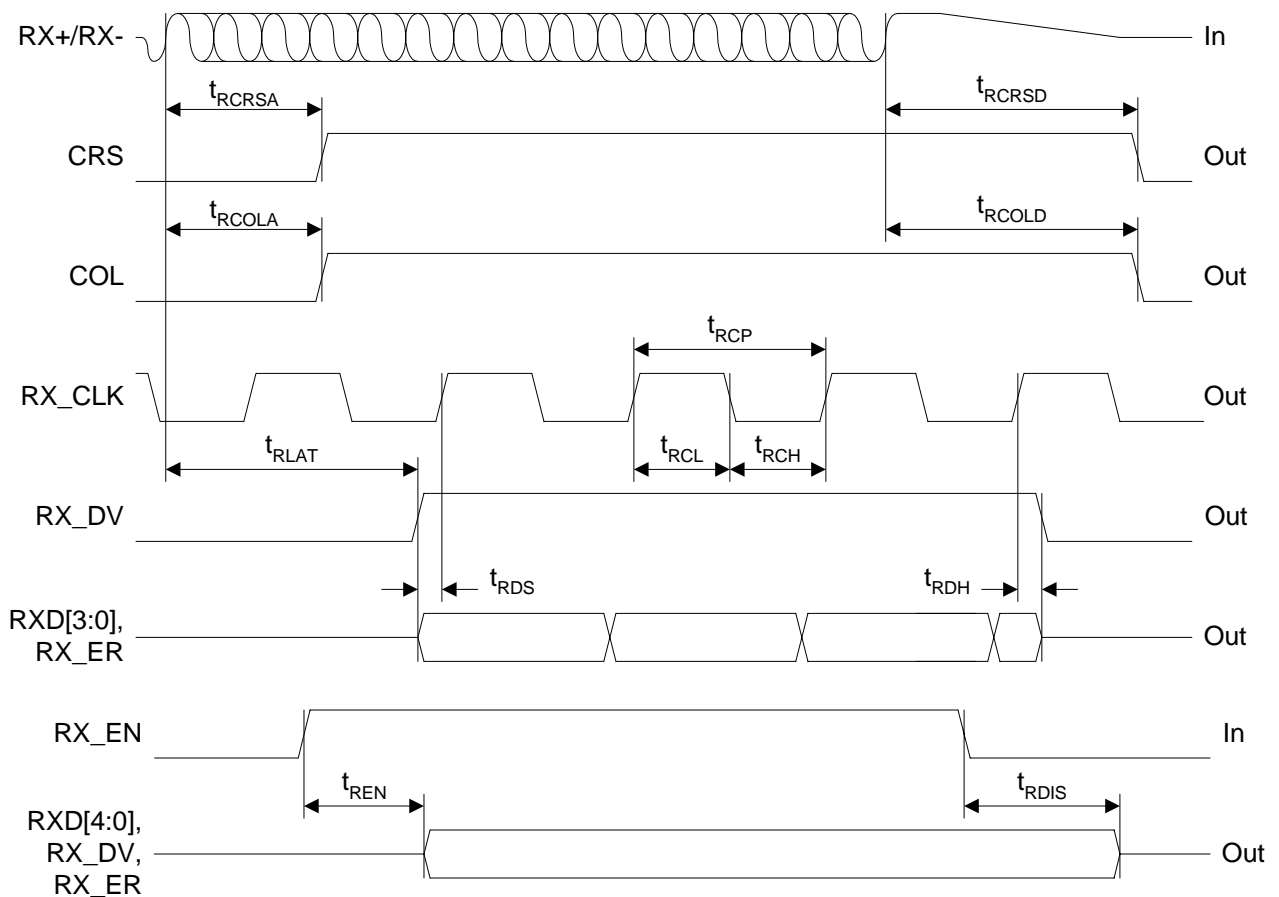 RX+/RX- In
tRCRSA tRCRSD
CRS Out
tRCOLA tRCOLD
COL Out
tRCP
RX_CLK Out
tRLAT tRCL tRCH
RX_DV Out
tRDS tRDH
RXD[3:0],
RX_ER Out
RX_EN In
tREN tRDIS
RXD[4:0],
RX_DV, Out
RX_ER